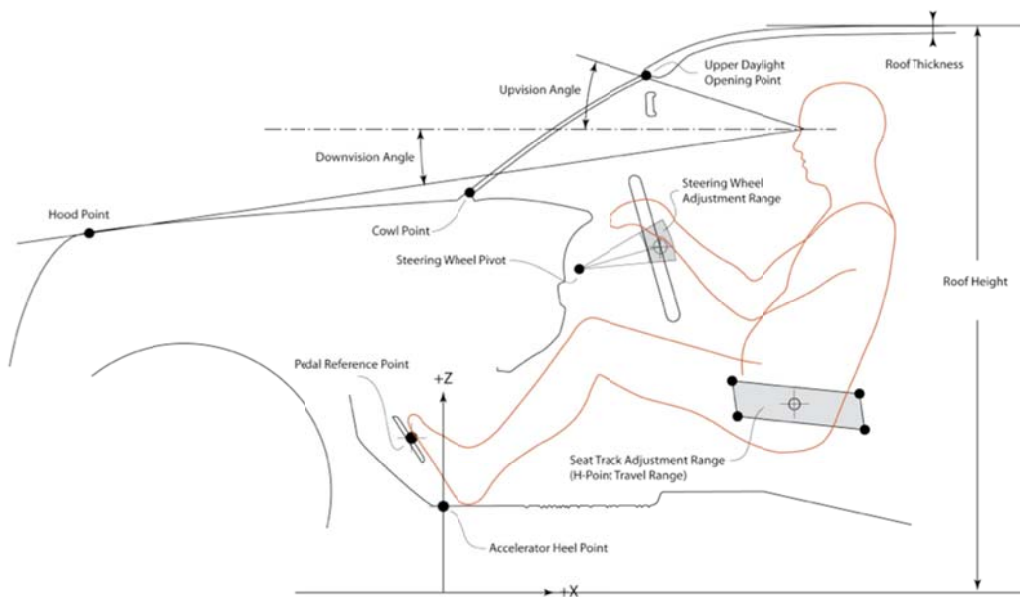 Upper Daylight
Opening Point
Roof Thickness
Upvision Angle
Downvision Angle
Steering Wheel
Adjustment Range
Hood Point
Cowl Point
Steering Wheel Pivot
Roof Height
Pedal Reference Point
+Z
Seat Track Adjustment Range
(H-Point Travel Range)
Accelerator Heel Point
+X